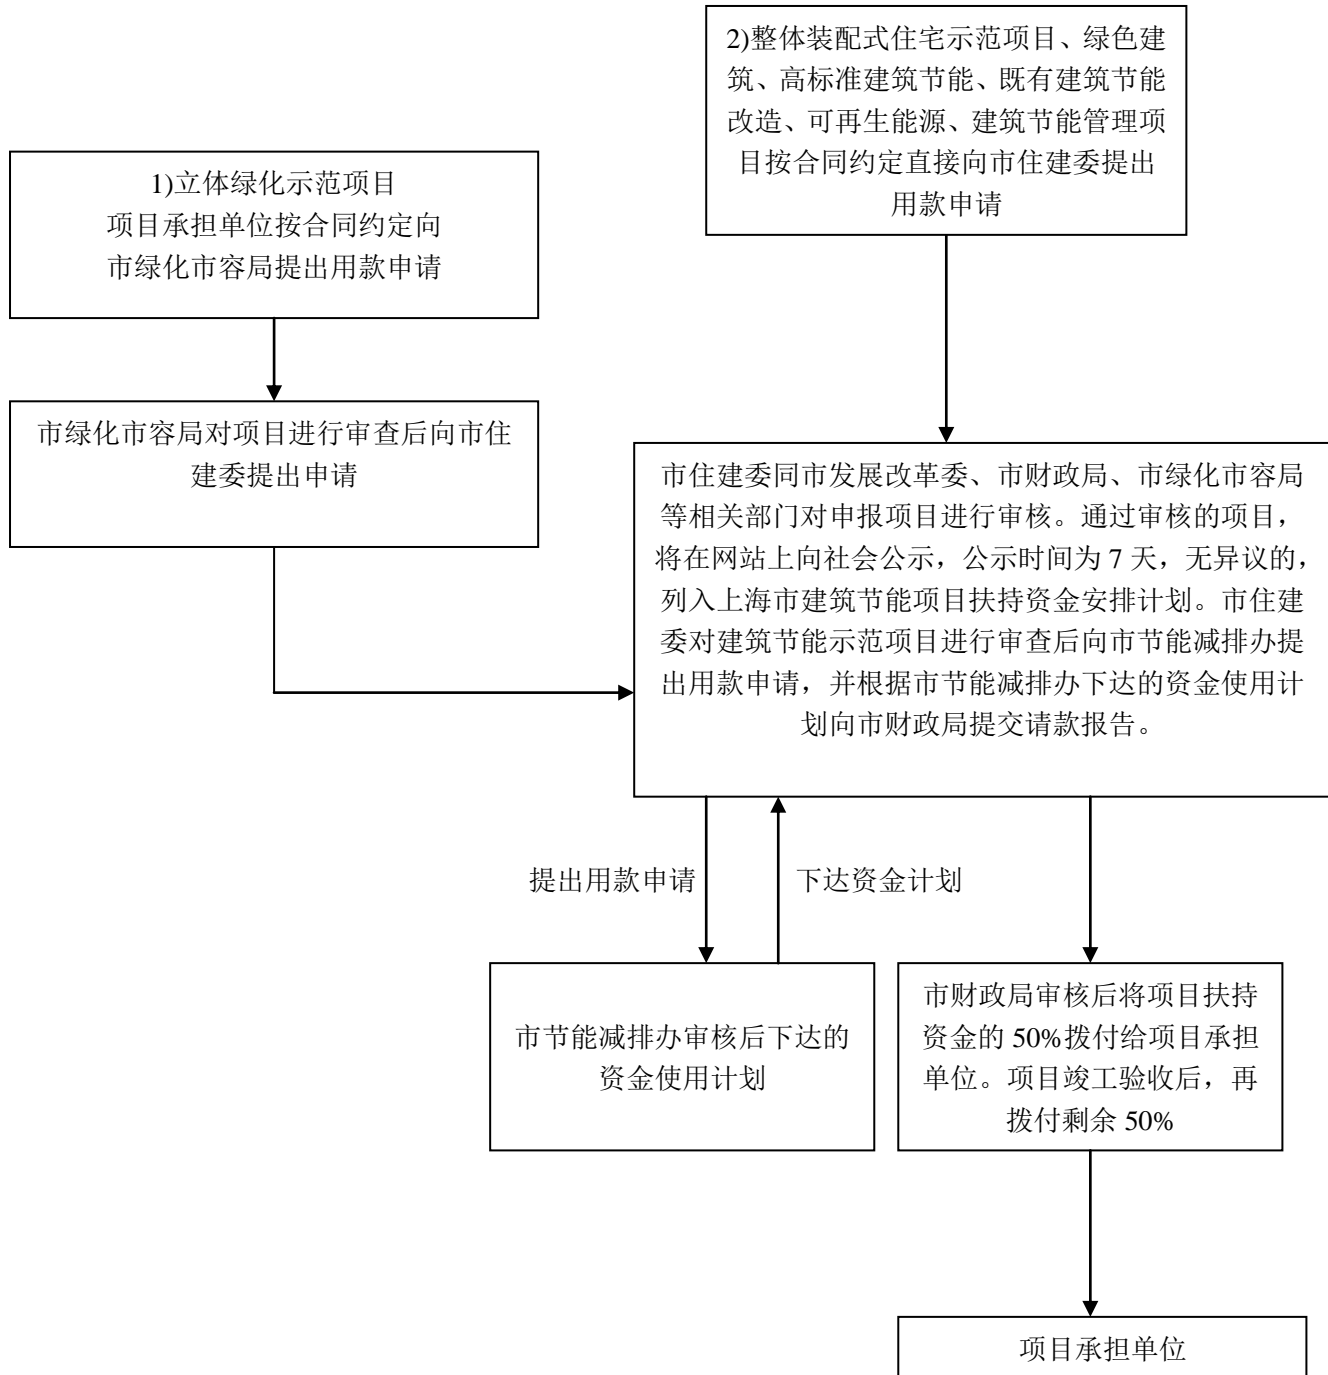 2)整体装配式住宅示范项目、绿色建
筑、高标准建筑节能、既有建筑节能
改造、可再生能源、建筑节能管理项
目按合同约定直接向市住建委提出
用款申请
1)立体绿化示范项目
项目承担单位按合同约定向
市绿化市容局提出用款申请
市绿化市容局对项目进行审查后向市住
建委提出申请
市住建委同市发展改革委、市财政局、市绿化市容局
等相关部门对申报项目进行审核。通过审核的项目，
将在网站上向社会公示，公示时间为 7 天，无异议的，
列入上海市建筑节能项目扶持资金安排计划。市住建
委对建筑节能示范项目进行审查后向市节能减排办提
出用款申请，并根据市节能减排办下达的资金使用计
划向市财政局提交请款报告。
提出用款申请
下达资金计划
市节能减排办审核后下达的
资金使用计划
市财政局审核后将项目扶持
资金的 50%拨付给项目承担
单位。项目竣工验收后，再
拨付剩余 50%
项目承担单位